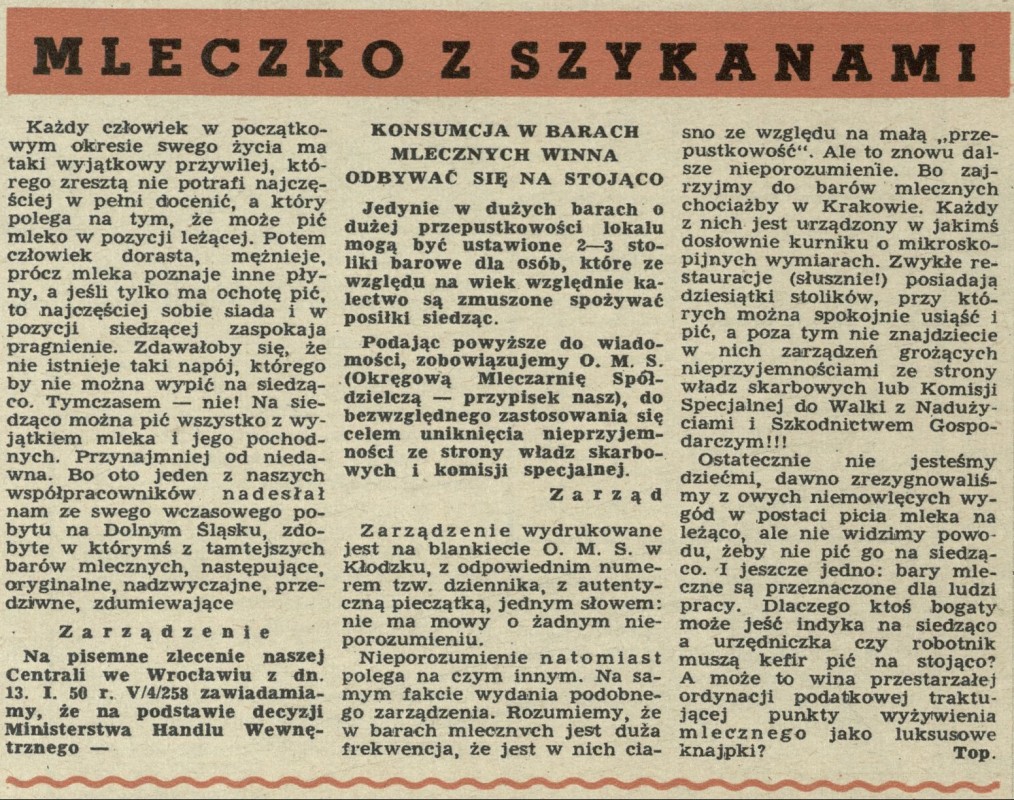 MLECZKO Z SZYKANAMI
Każdy człowiek w początko-
wym okresie swego życia ma
taki wyjątkowy przywilej, któ-
rego zresztą nie potrafi najczę-
ściej w pełni docenić, a który
polega na tym, że może pić
mleko w pozycji leżącej. Potem
człowiek dorasta, mężnieje,
prócz mleka poznaje inne pły-
ny, a jeśli tylko ma ochotę pić,
to najczęściej sobie siada i w
pozycji siedzącej zaspokaja
pragnienie. Zdawałoby się, że
nie istnieje taki napój, którego
by nie można wypić na siedzą-
co. Tymczasem — nie! Na sie-
dząco można pić wszystko z wy-
jątkiem mleka i jego pochod-
nych. Przynajmniej od nieda-
wna. Bo oto jeden z naszych
współpracowników nadesłał
nam ze swego wczasowego po-
bytu na Dolnym Śląsku, zdo-
byte w którymś z tamtejszych
barów mlecznych, następujące,
oryginalne, nadzwyczajne, prze-
dziwne, zdumiewające
Zarządzenie
Na pisemne zlecenie naszej
Centrali we Wrocławiu z dn.
13. I. 50 r. V/4/258 zawiadamia-
my, że na podstawie decyzji
Ministerstwa Handlu Wewnę-
trznego —
KONSUMCJA W BARACH
MLECZNYCH WINNA
ODBYWAĆ SIĘ NA STOJĄCO
Jedynie w dużych barach o
dużej przepustkowości lokalu
mogą być ustawione 2—3 sto-
liki barowe dla osób, które ze
względu na wiek względnie ka-
lectwo są zmuszone spożywać
posiłki siedząc.
Podając powyższe do wiado-
mości, zobowiązujemy O. M. S.
(Okręgową Mleczarnię Spół-
dzielczą — przypisek nasz), do
bezwzględnego zastosowania się
celem uniknięcia nieprzyjem-
ności ze strony władz skarbo-
wych i komisji specjalnej.
Zarząd
Zarządzenie wydrukowane
jest na blankiecie O. M. S. w
Kłodzku, z odpowiednim nume-
rem tzw. dziennika, z autenty-
czną pieczątką, jednym słowem:
nie ma mowy o żadnym nie-
porozumieniu.
Nieporozumienie natomiast
polega na czym innym. Na sa-
mym fakcie wydania podobne-
go zarządzenia. Rozumiemy, że
w barach mlecznych jest duża
frekwencja, że jest w nich cia-
sno ze względu na małą „prze-
pustkowość“. Ale to znowu dal-
sze nieporozumienie. Bo zaj-
rzyjmy do barów mlecznych
chociażby w Krakowie. Każdy
z nich jest urządzony w jakimś
dosłownie kurniku o mikrosko-
pijnych wymiarach. Zwykłe re-
stauracje (słusznie!) posiadają
dziesiątki stolików, przy któ-
rych można spokojnie usiąść i
pić, a poza tym nie znajdziecie
w nich zarządzeń grożących
nieprzyjemnościami ze strony
władz skarbowych lub Komisji
Specjalnej do Walki z Naduży-
ciami i Szkodnictwem Gospo-
darczym!!!
Ostatecznie nie jesteśmy
dziećmi, dawno zrezygnowaliś-
my z owych niemowlęcych wy-
gód w postaci picia mleka na
leżąco, ale nie widzimy powo-
du, żeby nie pić go na siedzą-
co. I jeszcze jedno: bary mle-
czne są przeznaczone dla ludzi
pracy. Dlaczego ktoś bogaty
może jeść indyka na siedząco
a urzędniczka czy robotnik
muszą kefir pić na stojąco?
A może to wina przestarzałej
ordynacji podatkowej traktu-
jącej punkty wyżywienia
mlecznego jako luksusowe
knajpki? Top.